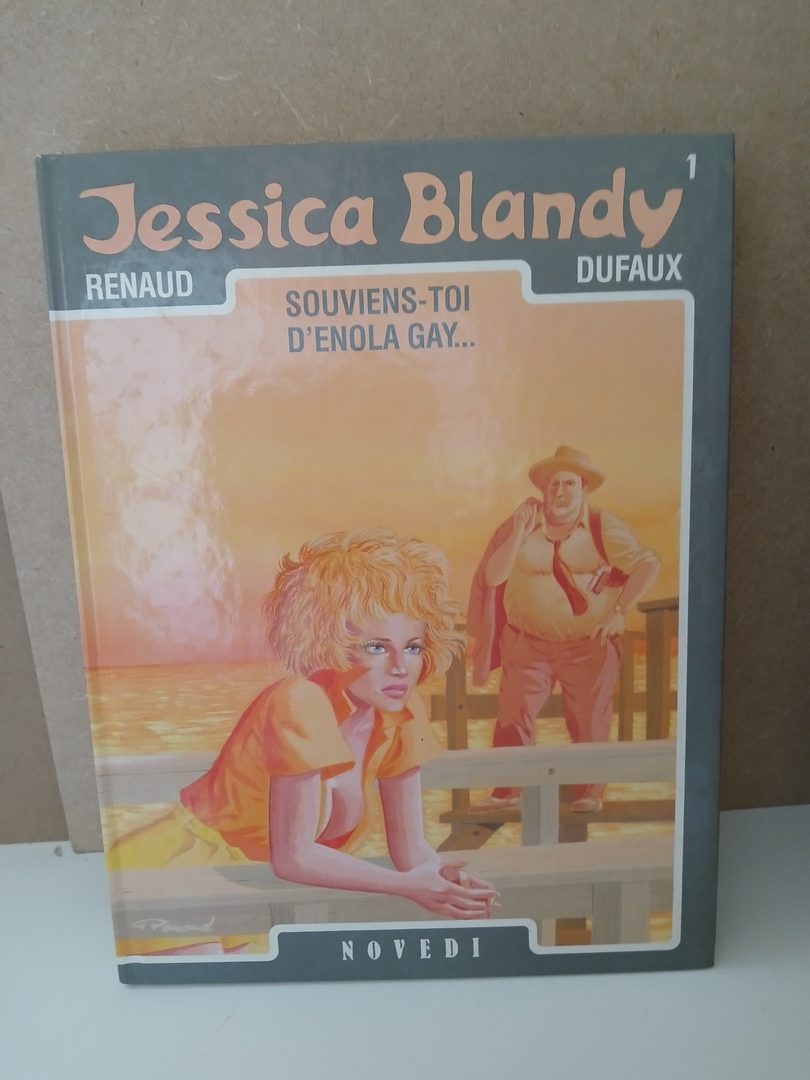 1
Jessica Blandy
RENAUD
DUFAUX
SOUVIENS-TOI
D'ENOLA GAY...
Renaud.
NOVEDI